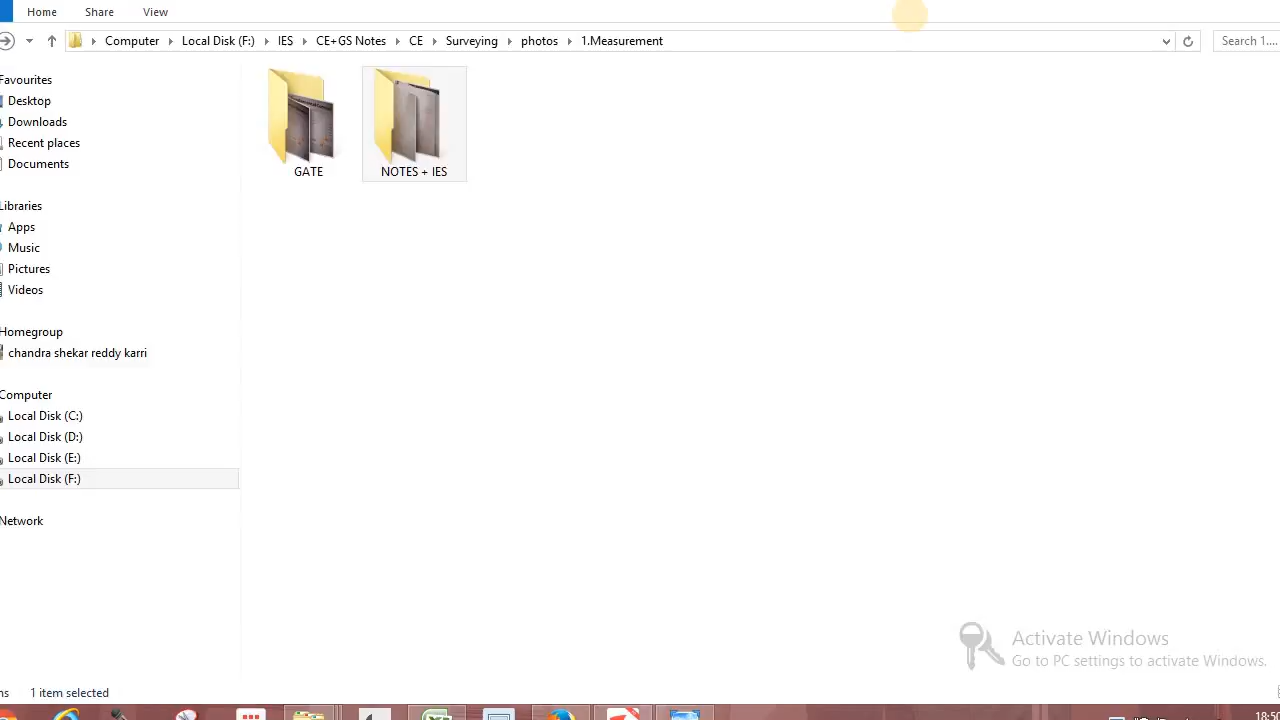 Home Share View
Computer Local Disk (F:) IES CE+GS Notes CE Surveying photos 1.Measurement
Search 1....
Favourites
Desktop
Downloads
Recent places
Documents
Libraries
Apps
Music
Pictures
Videos
Homegroup
chandra shekar reddy karri
Computer
Local Disk (C:)
Local Disk (D:)
Local Disk (E:)
Local Disk (F:)
Network
GATE
NOTES + IES
Activate Windows
Go to PC settings to activate Windows.
1 item selected